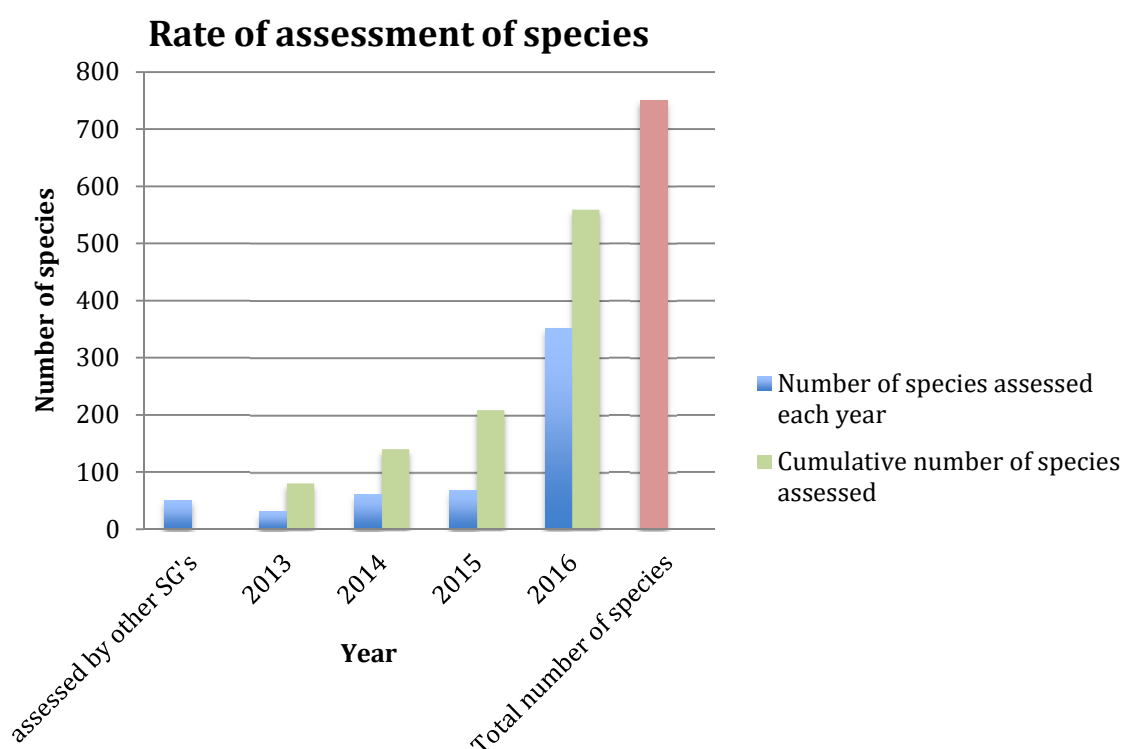 Rate of assessment of species
800
700
600
500
400
300
200
100
0
Number of species
assessed by other SG's
2013
2014
2015
2016
Total number of species
Year
Number of species assessed
each year
Cumulative number of species
assessed